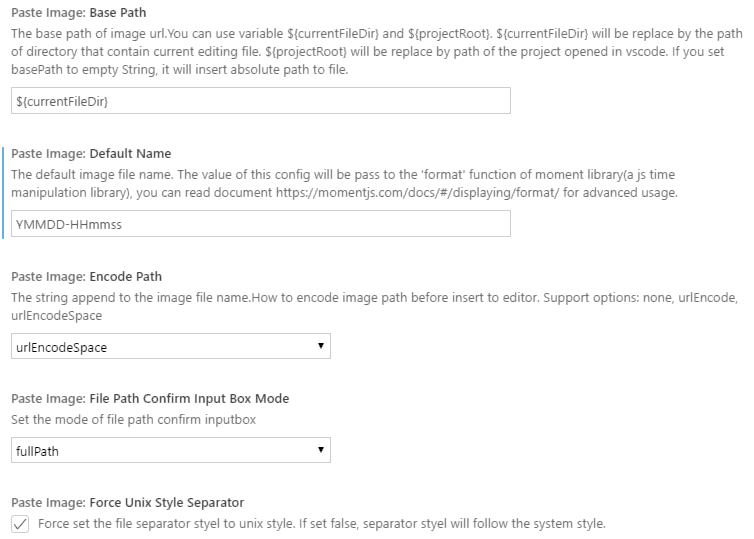 Paste Image: Base Path
The base path of image url.You can use variable ${currentFileDir} and ${projectRoot}. ${currentFileDir} will be replace by the path
of directory that contain current editing file. ${projectRoot} will be replace by path of the project opened in vscode. If you set
basePath to empty String, it will insert absolute path to file.
${currentFileDir}
Paste Image: Default Name
The default image file name. The value of this config will be pass to the 'format' function of moment library(a js time
manipulation library), you can read document https://momentjs.com/docs/#/displaying/format/ for advanced usage.
YMMDD-HHmmss
Paste Image: Encode Path
The string append to the image file name.How to encode image path before insert to editor. Support options: none, urlEncode,
urlEncodeSpace
urlEncodeSpace
Paste Image: File Path Confirm Input Box Mode
Set the mode of file path confirm inputbox
fullPath
Paste Image: Force Unix Style Separator
Force set the file separator styel to unix style. If set false, separator styel will follow the system style.